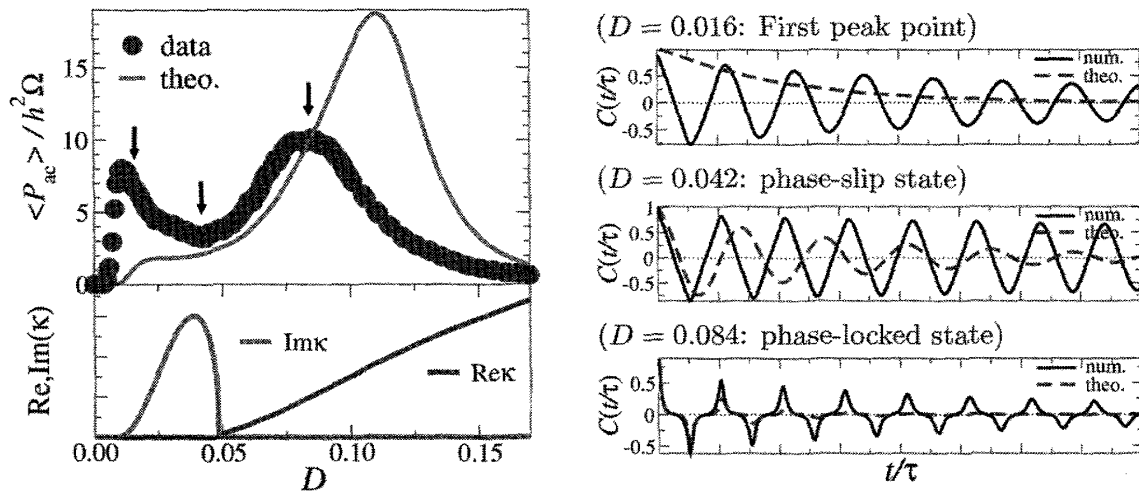 15
10
5
0
<P_ac> / h²Ω
data
theo.
Re,Im(κ)
Imκ
Reκ
0.00
0.05
0.10
0.15
D
(D = 0.016: First peak point)
C(t/τ)
0.5
0
-0.5
num.
theo.
(D = 0.042: phase-slip state)
C(t/τ)
1
0.5
0
-0.5
num.
theo.
(D = 0.084: phase-locked state)
C(t/τ)
0.5
0
-0.5
num.
theo.
t/τ